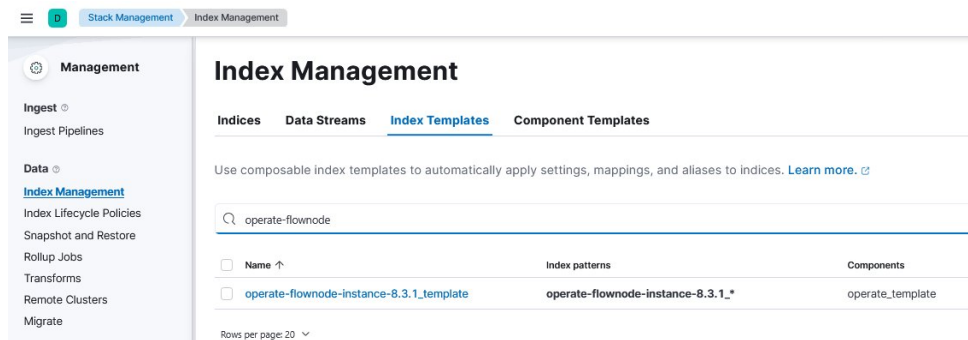 D Stack Management Index Management
Management
Ingest
Ingest Pipelines
Data
Index Management
Index Lifecycle Policies
Snapshot and Restore
Rollup Jobs
Transforms
Remote Clusters
Migrate
Index Management
Indices Data Streams Index Templates Component Templates
Use composable index templates to automatically apply settings, mappings, and aliases to indices. Learn more.
operate-flownode
Name ↑ Index patterns Components
operate-flownode-instance-8.3.1_template operate-flownode-instance-8.3.1_* operate_template
Rows per page: 20